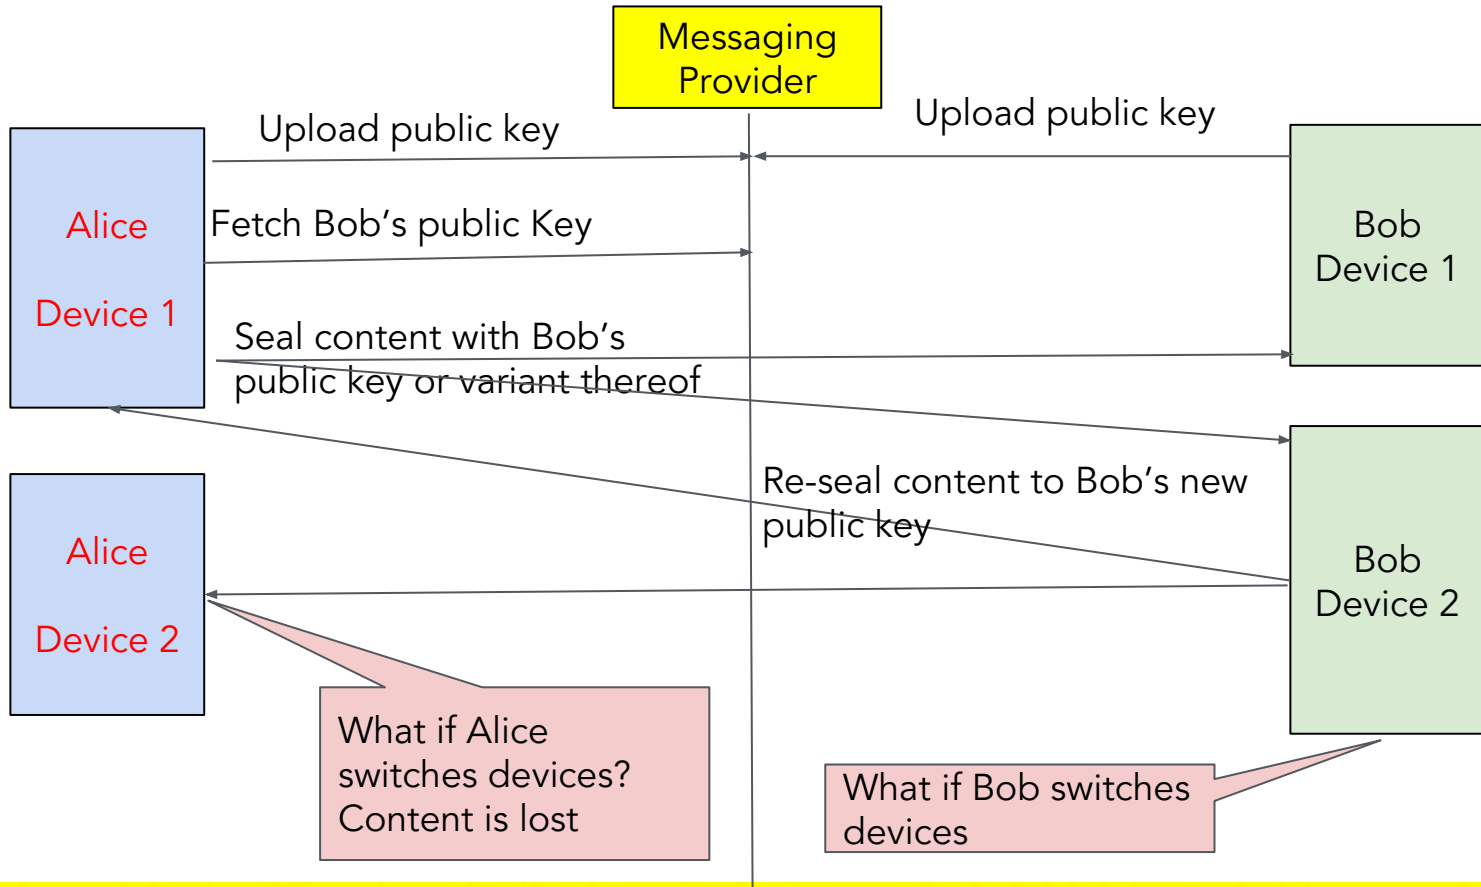 Messaging
Provider
Upload public key
Upload public key
Alice
Device 1
Fetch Bob’s public Key
Bob
Device 1
Seal content with Bob’s
public key or variant thereof
Re-seal content to Bob’s new
public key
Alice
Device 2
Bob
Device 2
What if Alice
switches devices?
Content is lost
What if Bob switches
devices